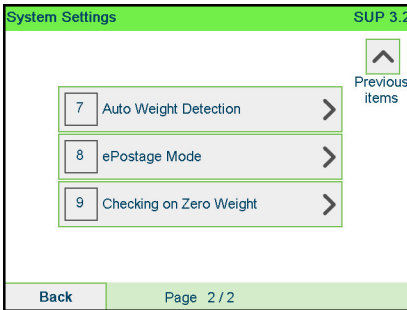 System Settings SUP 3.2
Previous
items
7 Auto Weight Detection
8 ePostage Mode
9 Checking on Zero Weight
Back Page 2 / 2